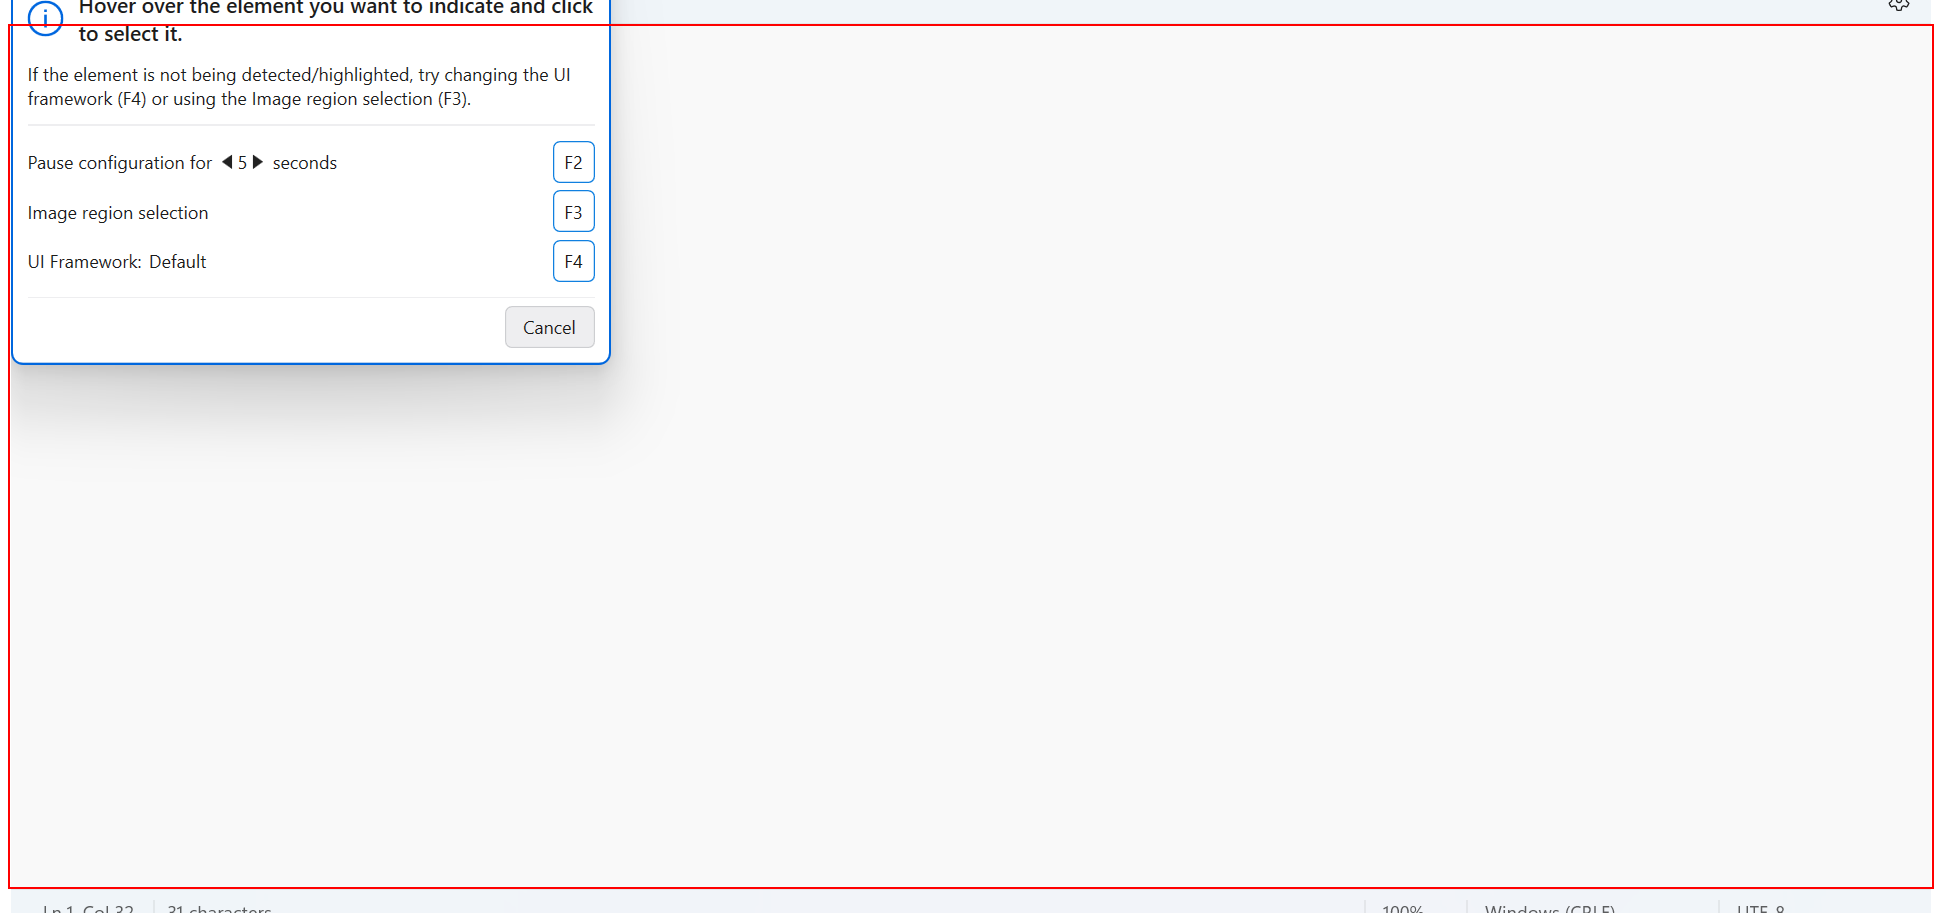 Hover over the element you want to indicate and click
to select it.
If the element is not being detected/highlighted, try changing the UI
framework (F4) or using the Image region selection (F3).
Pause configuration for 5 seconds F2
Image region selection F3
UI Framework: Default F4
Cancel
Ln 1, Col 32 31 characters 100% Windows (CRLF) UTF-8